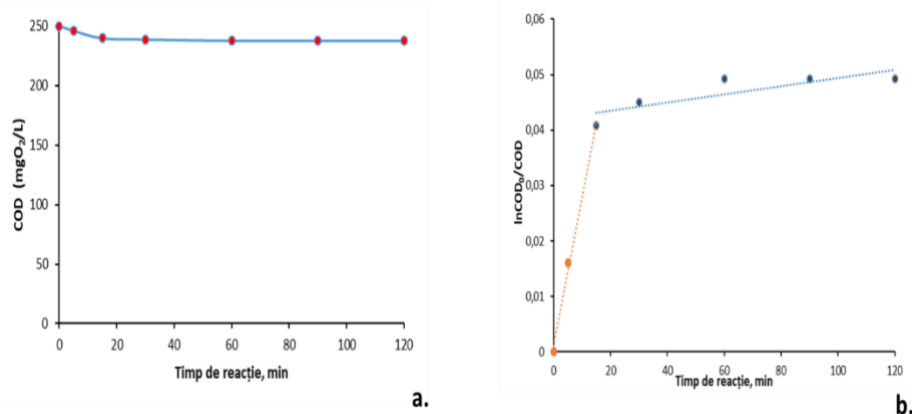 250
200
150
100
50
0
COD (mgO₂/L)
0 20 40 60 80 100 120
Timp de reacție, min
a.
0,06
0,05
0,04
0,03
0,02
0,01
0
lnCOD₀/COD
0 20 40 60 80 100 120
Timp de reacție, min
b.